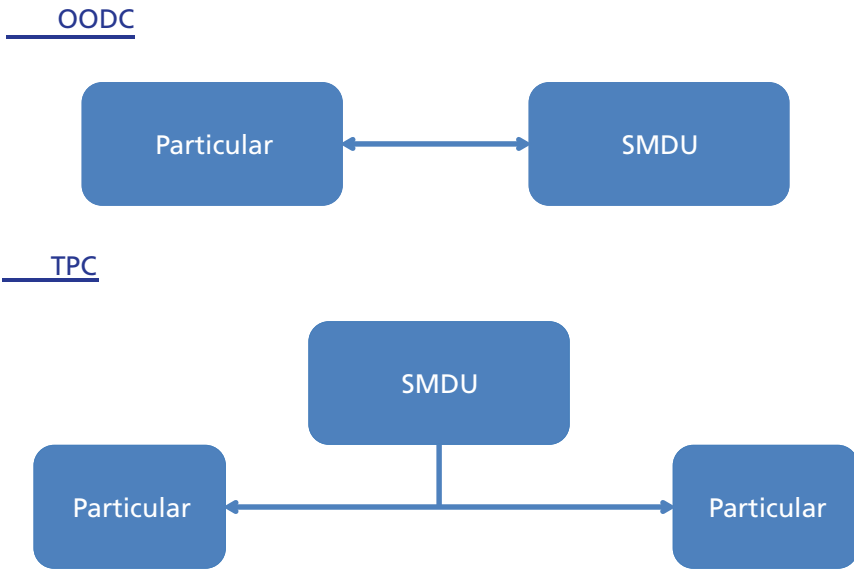 OODC
Particular
SMDU
TPC
SMDU
Particular
Particular